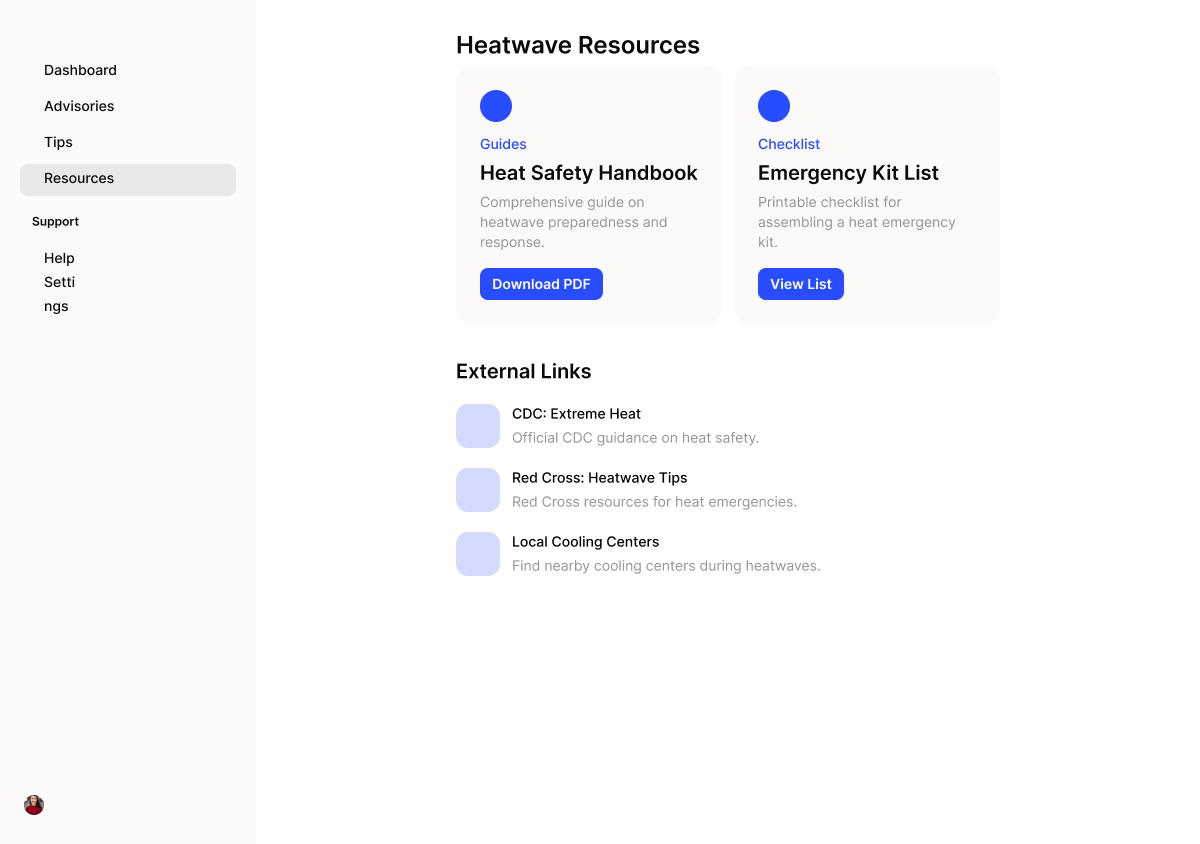 Dashboard
Advisories
Tips
Resources
Support
Help
Setti
ngs
Heatwave Resources
Guides
Heat Safety Handbook
Comprehensive guide on
heatwave preparedness and
response.
Download PDF
Checklist
Emergency Kit List
Printable checklist for
assembling a heat emergency
kit.
View List
External Links
CDC: Extreme Heat
Official CDC guidance on heat safety.
Red Cross: Heatwave Tips
Red Cross resources for heat emergencies.
Local Cooling Centers
Find nearby cooling centers during heatwaves.